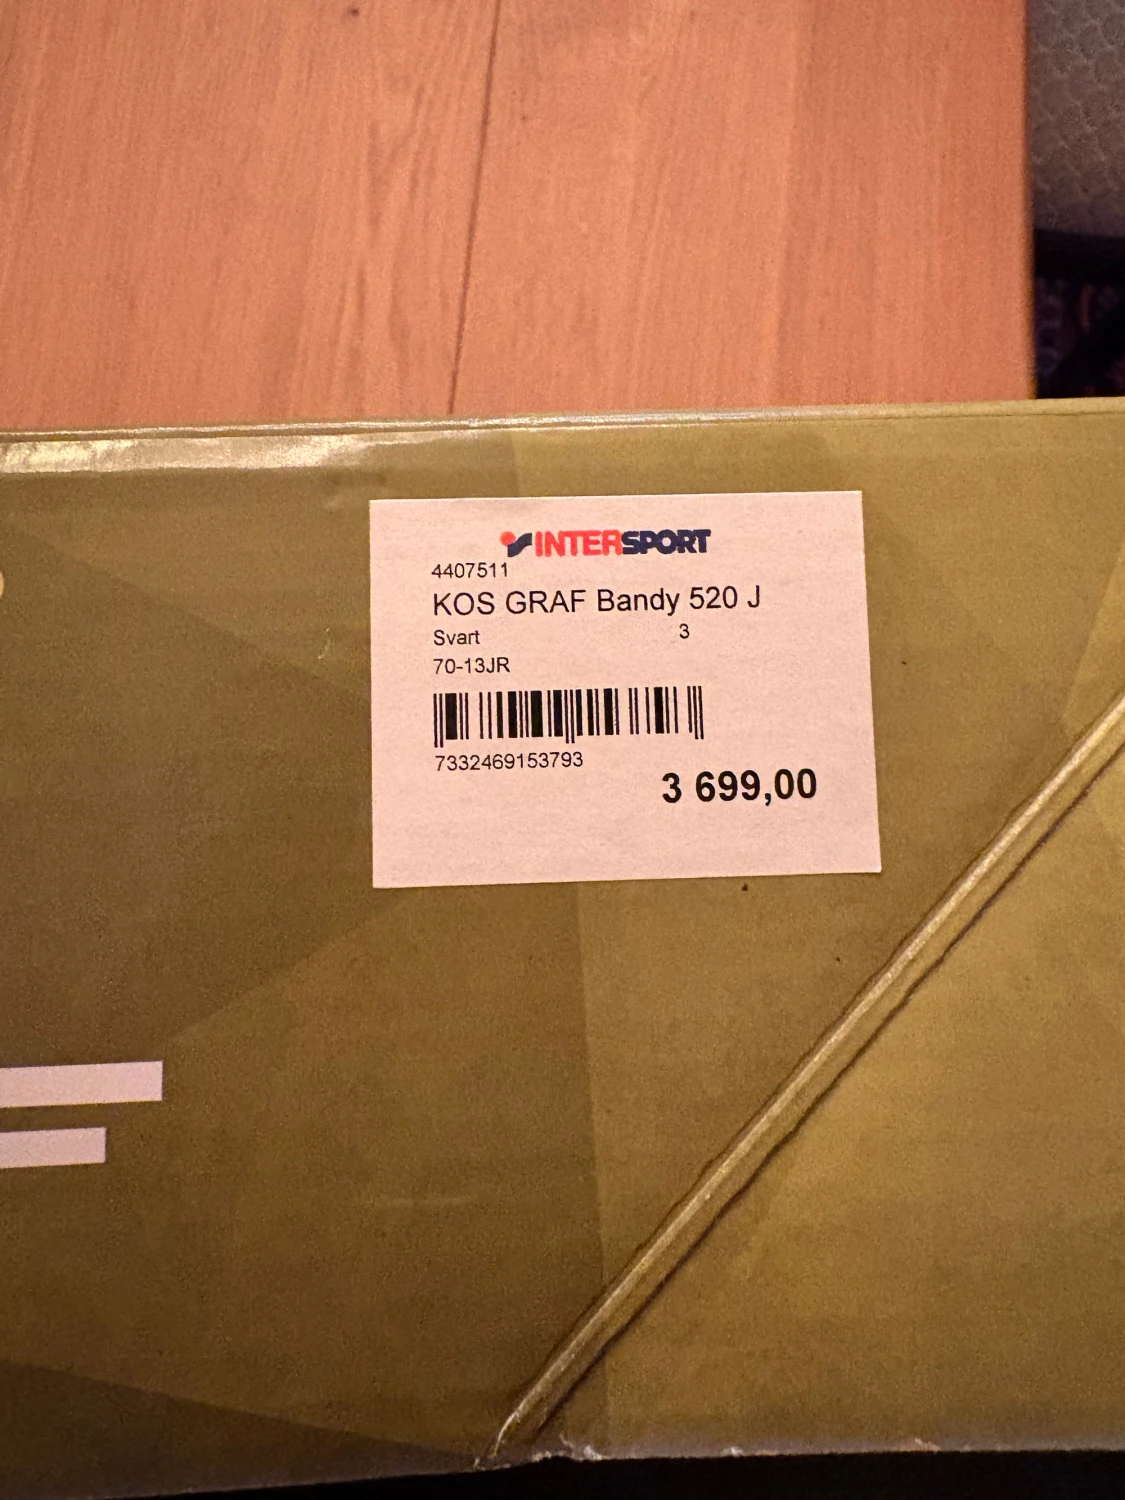 INTERSPORT
4407511
KOS GRAF Bandy 520 J
Svart 3
70-13JR
7332469153793
3 699,00